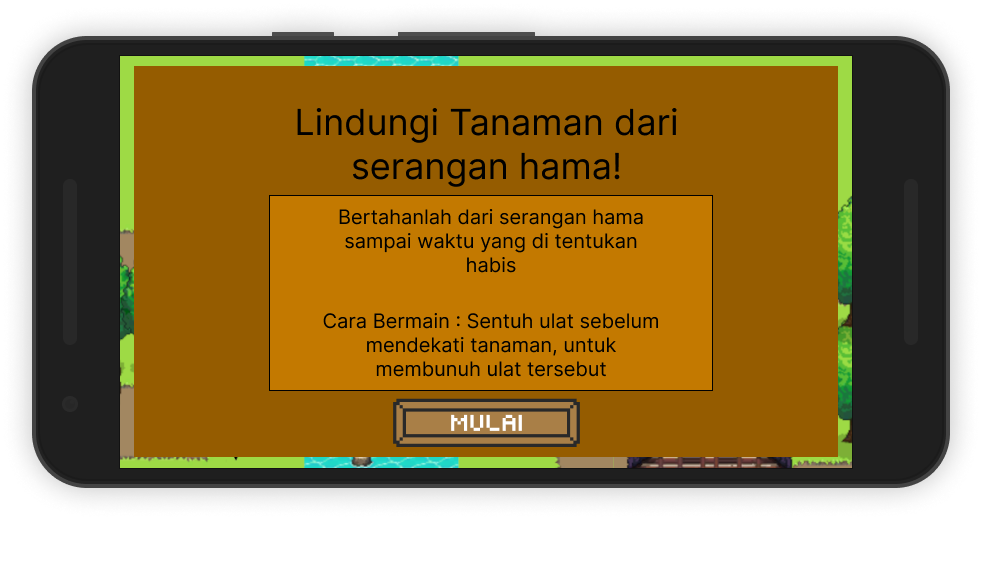 Lindungi Tanaman dari
serangan hama!
Bertahanlah dari serangan hama
sampai waktu yang di tentukan
habis
Cara Bermain : Sentuh ulat sebelum
mendekati tanaman, untuk
membunuh ulat tersebut
MULAI